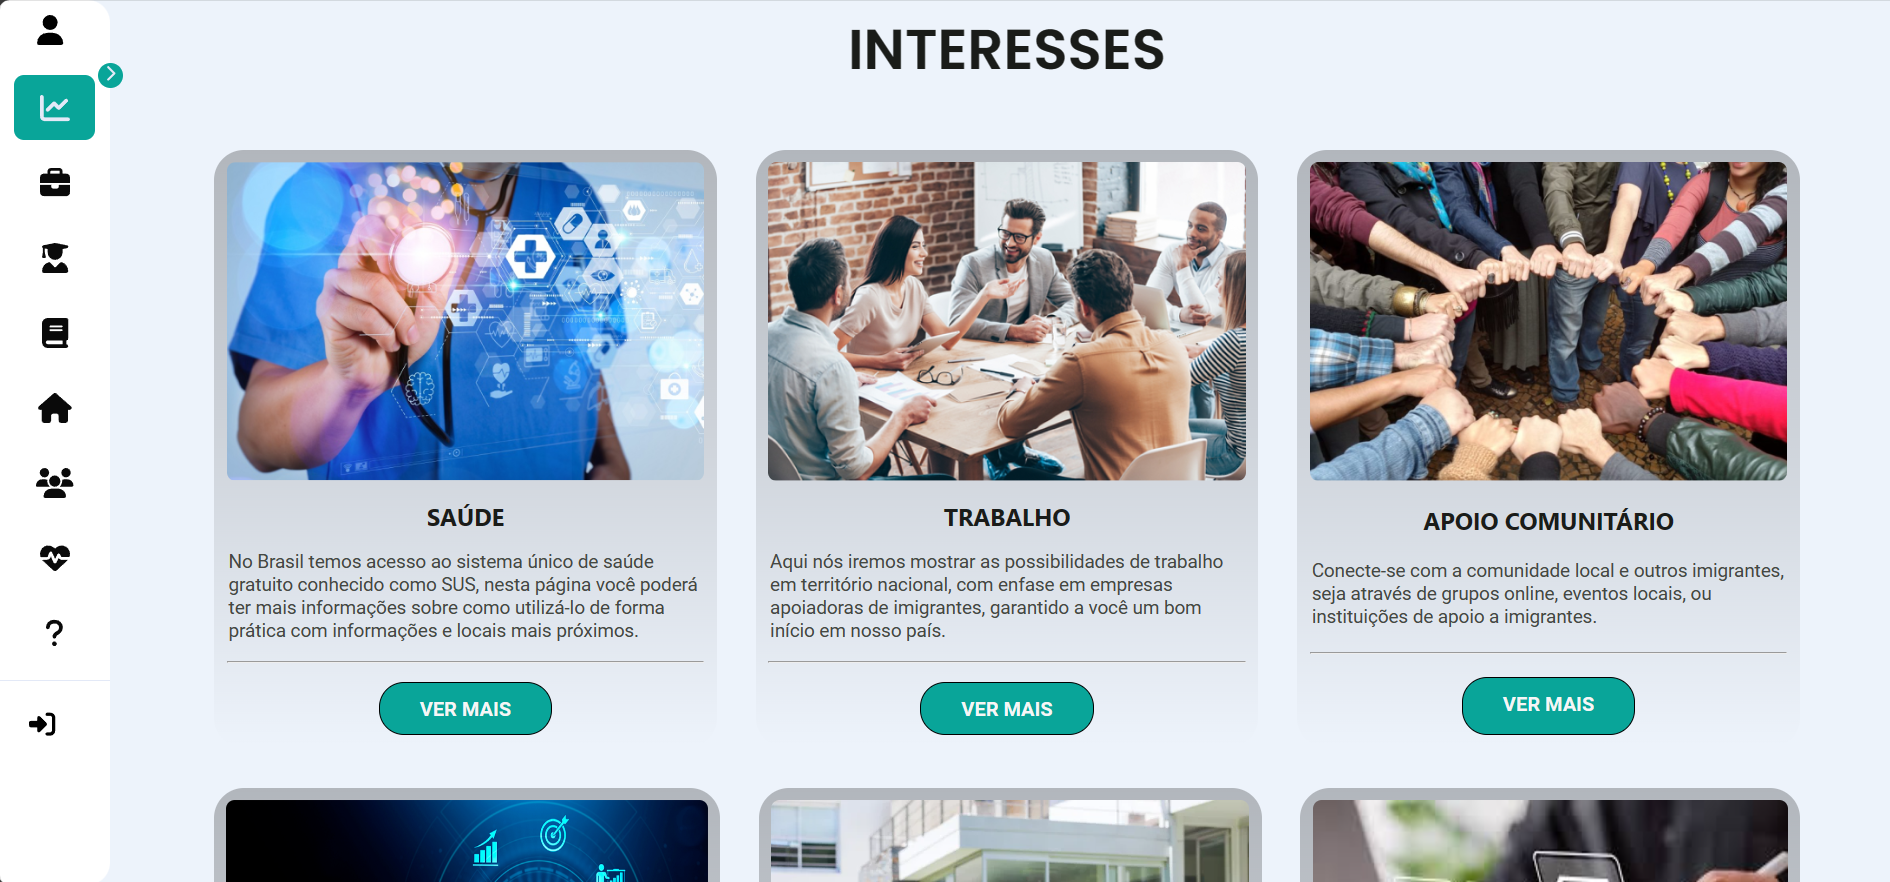 INTERESSES
SAÚDE
No Brasil temos acesso ao sistema único de saúde
gratuito conhecido como SUS, nesta página você poderá
ter mais informações sobre como utilizá-lo de forma
prática com informações e locais mais próximos.
VER MAIS
TRABALHO
Aqui nós iremos mostrar as possibilidades de trabalho
em território nacional, com enfase em empresas
apoiadoras de imigrantes, garantido a você um bom
início em nosso país.
VER MAIS
APOIO COMUNITÁRIO
Conecte-se com a comunidade local e outros imigrantes,
seja através de grupos online, eventos locais, ou
instituições de apoio a imigrantes.
VER MAIS